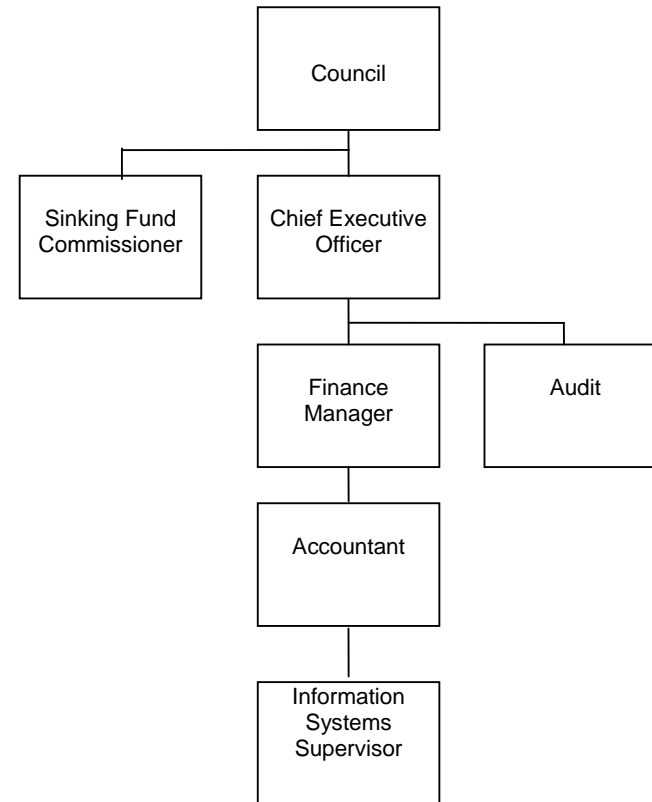 Council
Sinking Fund
Commissioner
Chief Executive
Officer
Finance
Manager
Audit
Accountant
Information
Systems
Supervisor